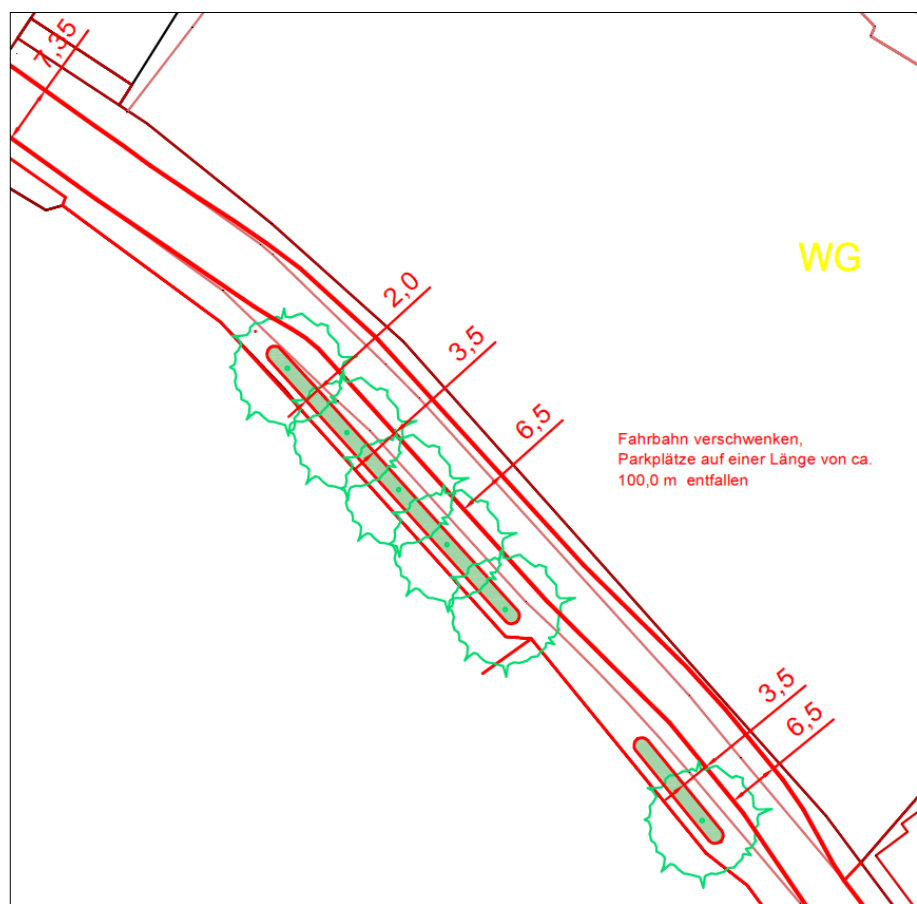 7,35
WG
2,0
3,5
6,5
Fahrbahn verschwenken,
Parkplätze auf einer Länge von ca.
100,0 m entfallen
3,5
6,5